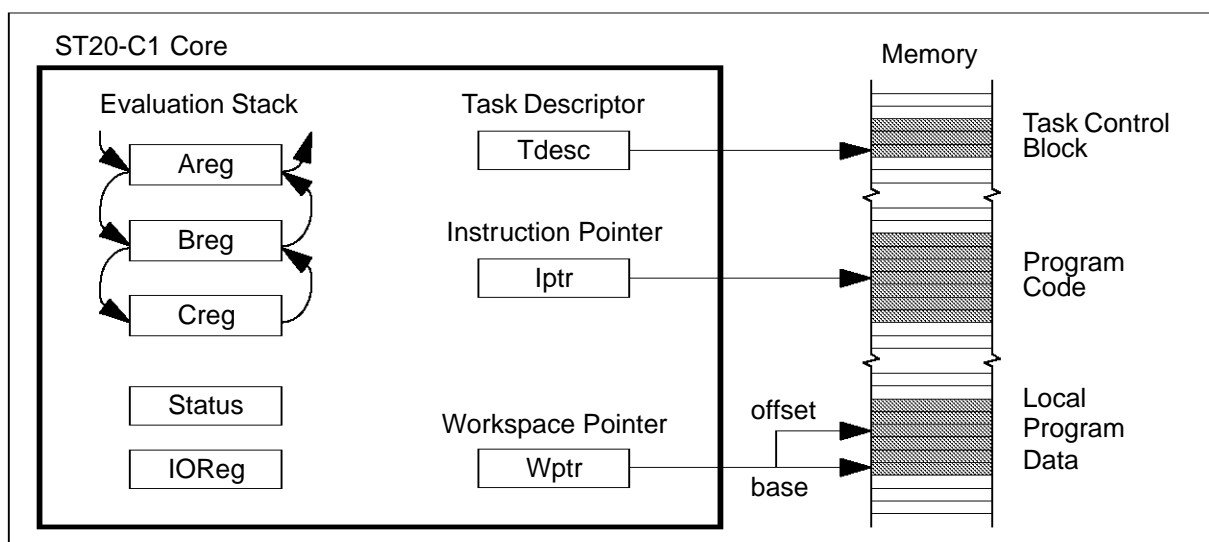 ST20-C1 Core
Memory
Evaluation Stack
Areg
Breg
Creg
Status
IOReg
Task Descriptor
Tdesc
Instruction Pointer
Iptr
Workspace Pointer
Wptr
offset
base
Task Control
Block
Program
Code
Local
Program
Data